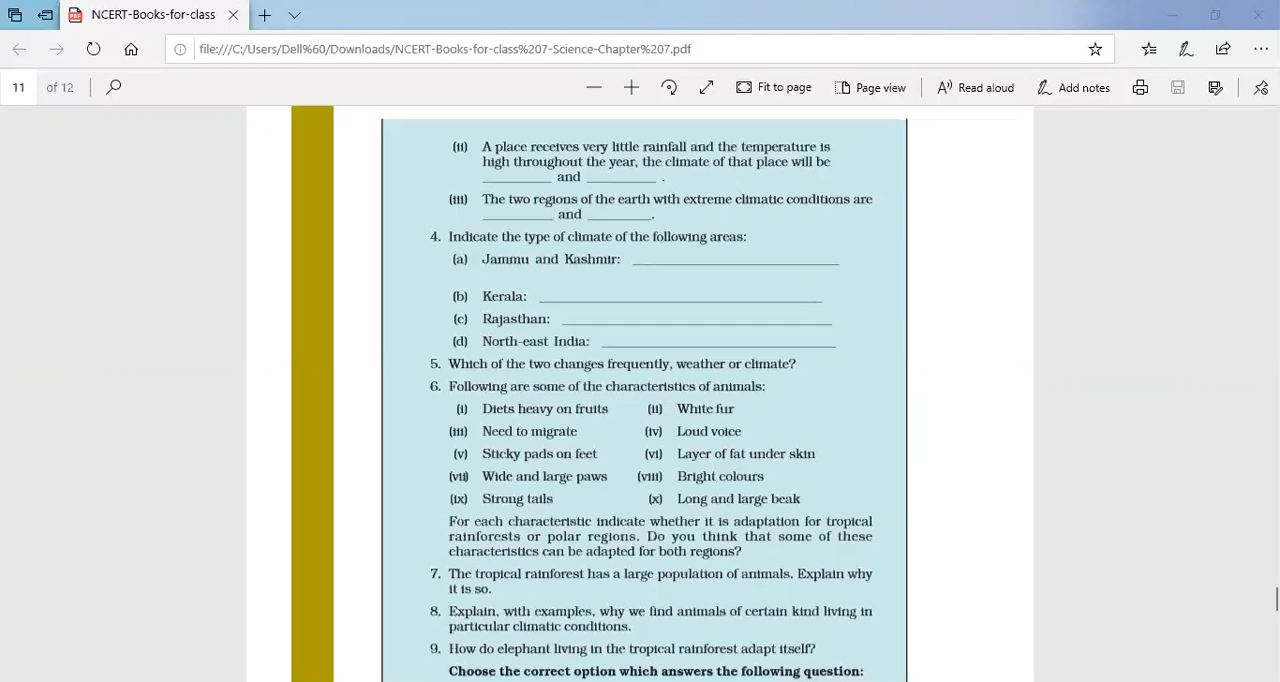 NCERT-Books-for-class
file:///C:/Users/Dell%60/Downloads/NCERT-Books-for-class%207-Science-Chapter%207.pdf
11 of 12 Fit to page Page view Read aloud Add notes
(ii) A place receives very little rainfall and the temperature is
high throughout the year, the climate of that place will be
__________ and __________ .
(iii) The two regions of the earth with extreme climatic conditions are
__________ and _________.
4. Indicate the type of climate of the following areas:
(a) Jammu and Kashmir: ______________________________
(b) Kerala: _________________________________________
(c) Rajasthan: _______________________________________
(d) North-east India: __________________________________
5. Which of the two changes frequently, weather or climate?
6. Following are some of the characteristics of animals:
(i) Diets heavy on fruits (ii) White fur
(iii) Need to migrate (iv) Loud voice
(v) Sticky pads on feet (vi) Layer of fat under skin
(vii) Wide and large paws (viii) Bright colours
(ix) Strong tails (x) Long and large beak
For each characteristic indicate whether it is adaptation for tropical
rainforests or polar regions. Do you think that some of these
characteristics can be adapted for both regions?
7. The tropical rainforest has a large population of animals. Explain why
it is so.
8. Explain, with examples, why we find animals of certain kind living in
particular climatic conditions.
9. How do elephant living in the tropical rainforest adapt itself?
Choose the correct option which answers the following question: